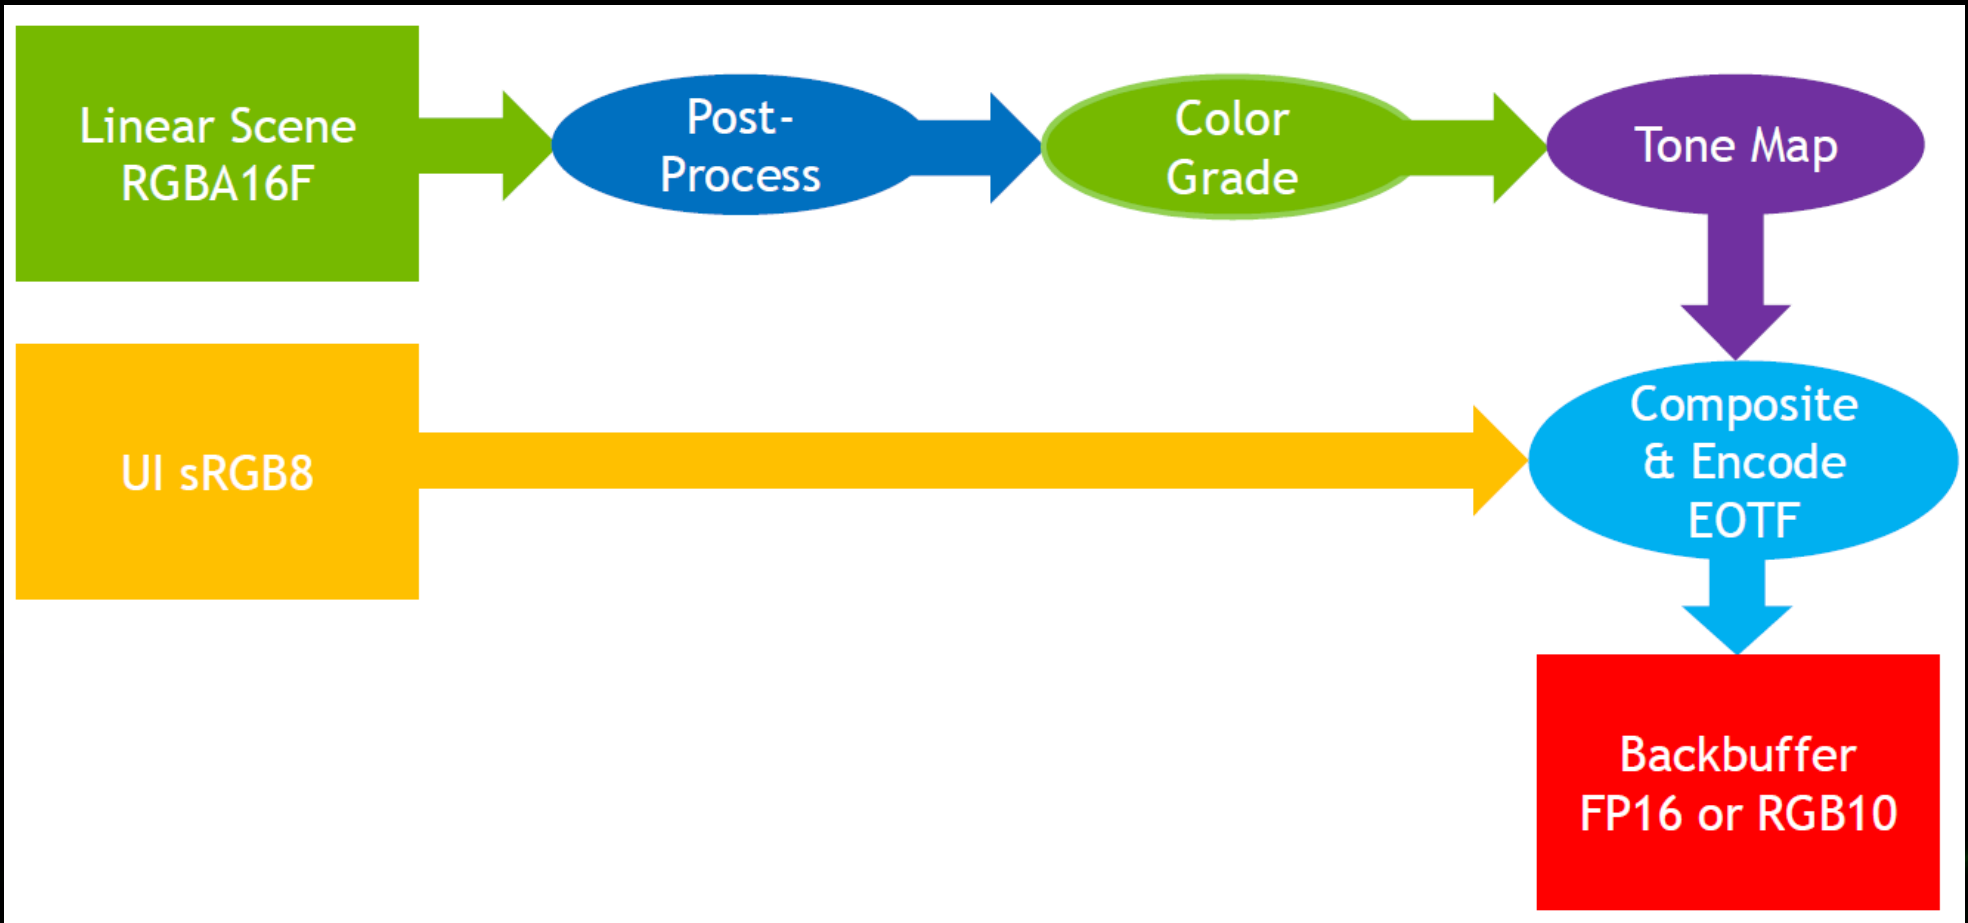 Linear Scene
RGBA16F
Post-
Process
Color
Grade
Tone Map
UI sRGB8
Composite
& Encode
EOTF
Backbuffer
FP16 or RGB10